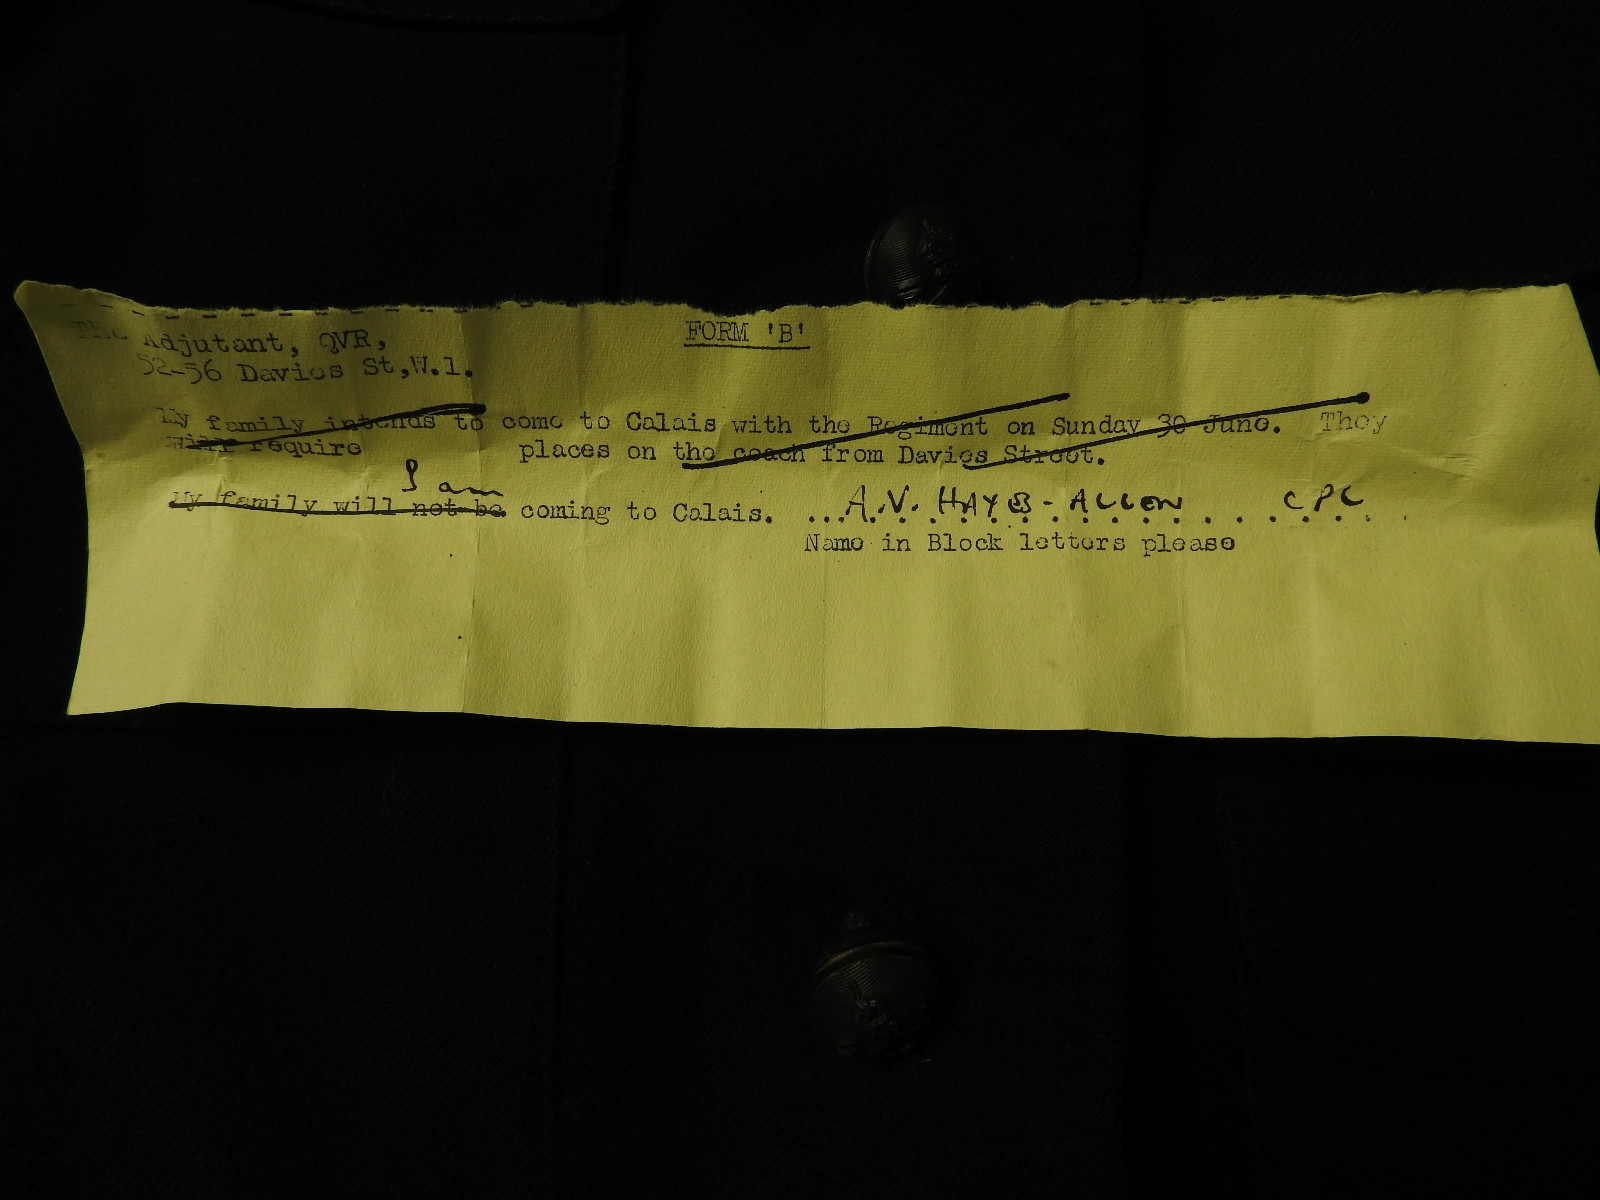 The Adjutant, QVR, FORM 'B'
52-56 Davies St,W.1.
My family intends to come to Calais with the Regiment on Sunday 30 June. They
will require places on the coach from Davies Street.
I am
My family will not be coming to Calais. ... A.V. HAYES-ALLEN CPL
Name in Block letters please